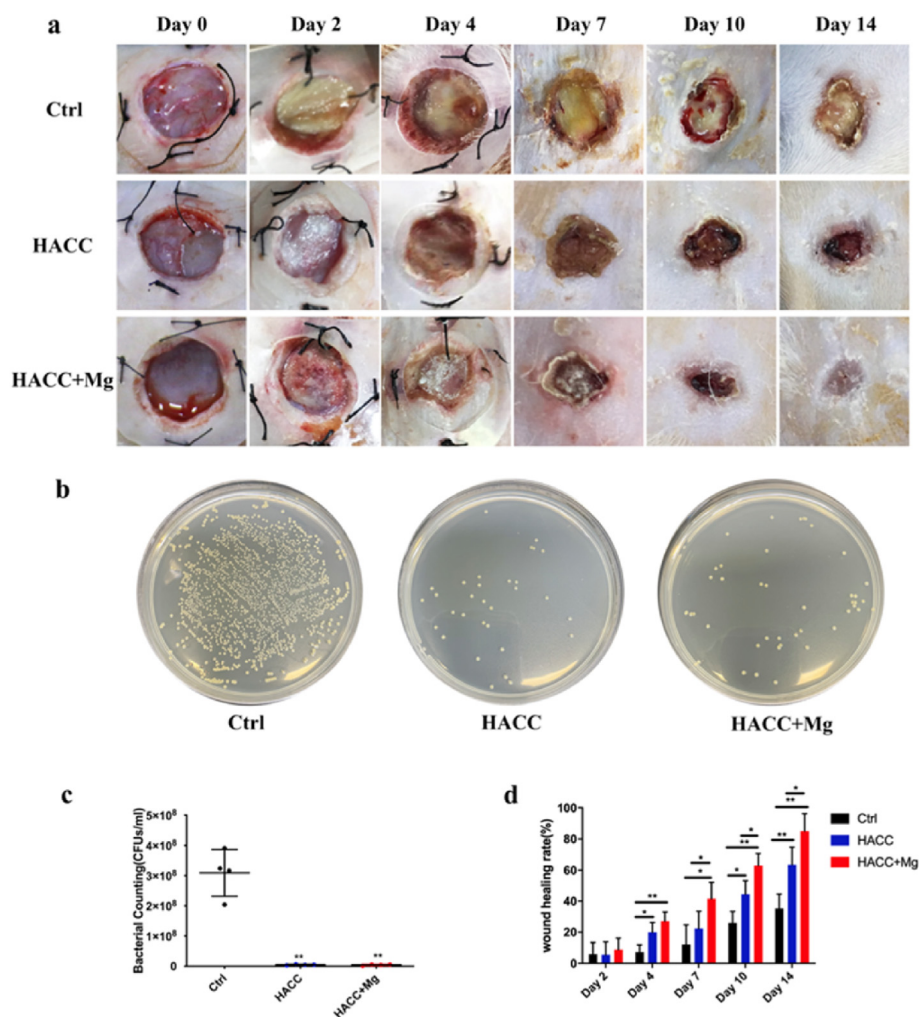 a
Day 0 Day 2 Day 4 Day 7 Day 10 Day 14
Ctrl
HACC
HACC+Mg
b
Ctrl HACC HACC+Mg
c
Bacterial Counting(CFUs/ml)
5×10⁸
4×10⁸
3×10⁸
2×10⁸
1×10⁸
0
** **
Ctrl HACC HACC+Mg
d
wound healing rate(%)
100
80
60
40
20
0
* **
* *
* ** *
** ** *
Day 2 Day 4 Day 7 Day 10 Day 14
Ctrl
HACC
HACC+Mg